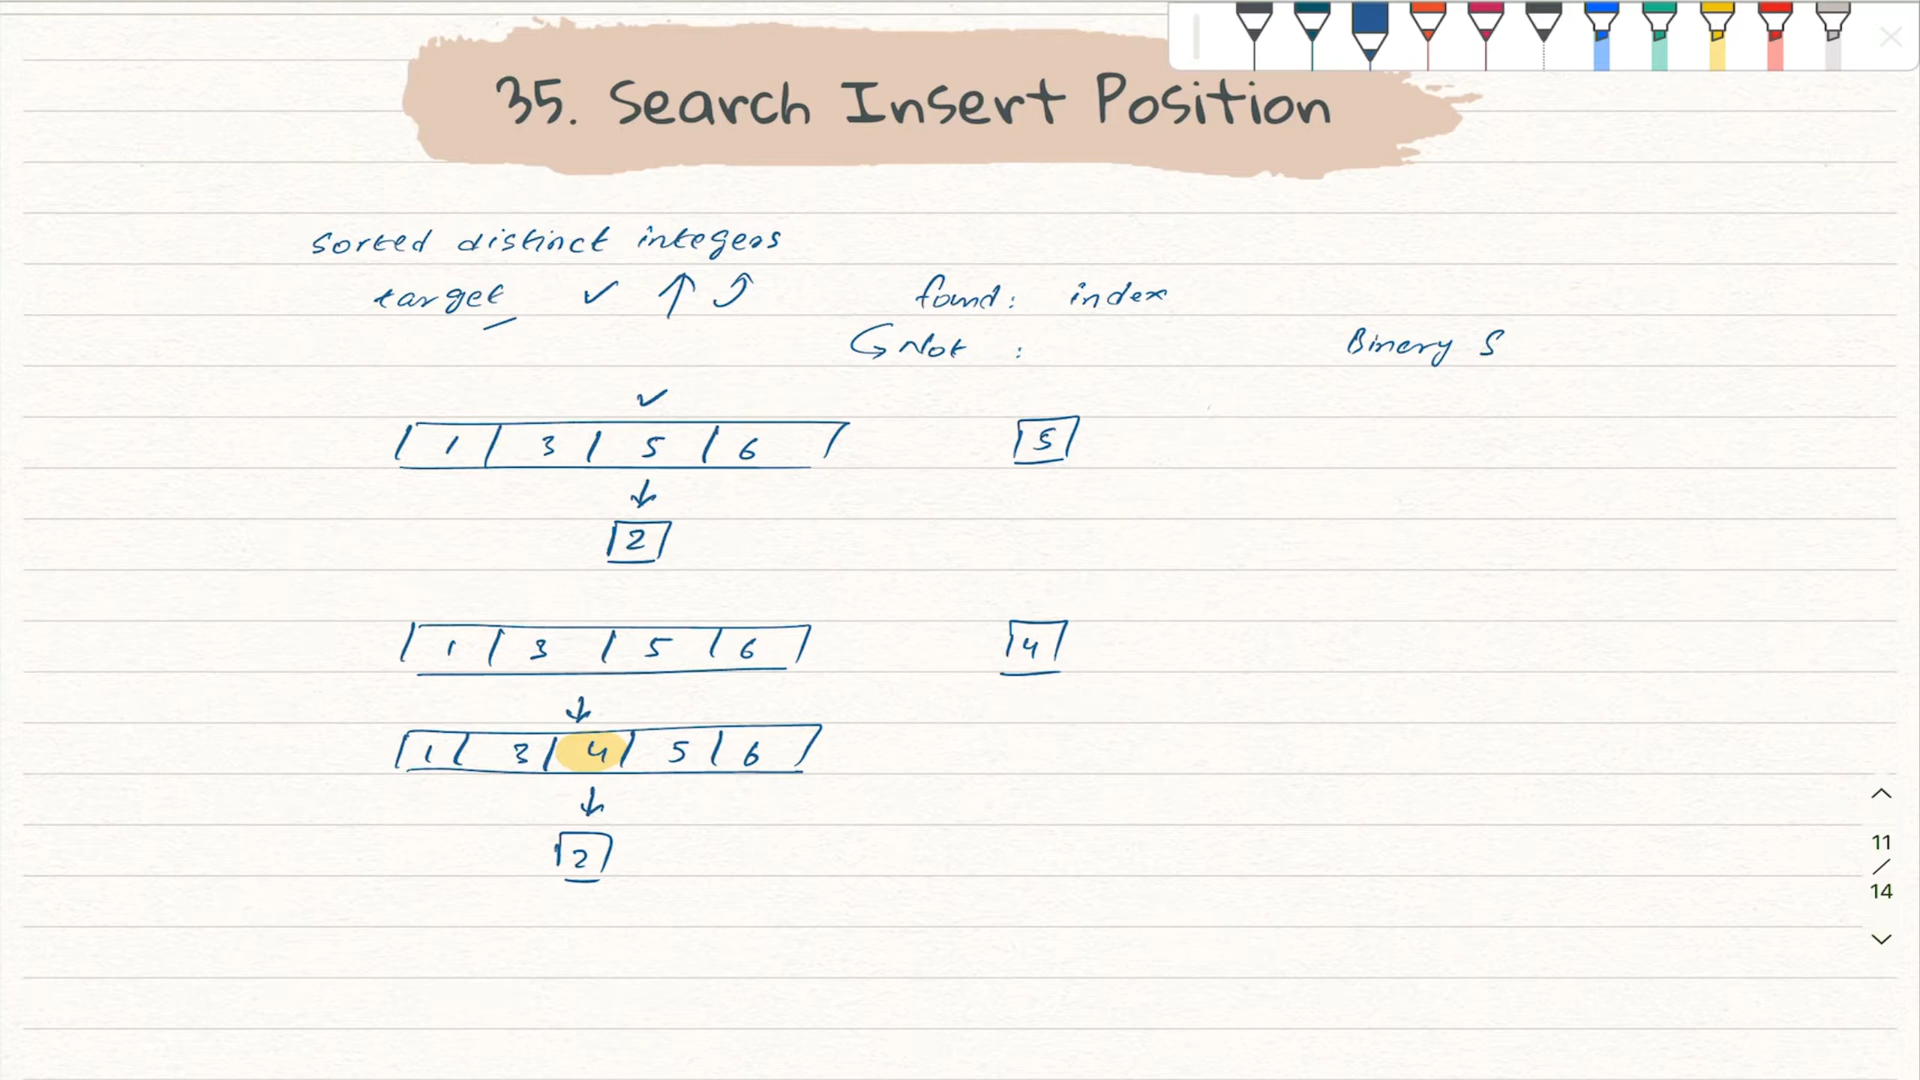 35. Search Insert Position
sorted distinct integers
target ✓ ↑ found: index
Not : Binary S
✓
1 3 5 6 5
↓
2
1 3 5 6 4
↓
1 3 4 5 6
↓
2
11
/
14